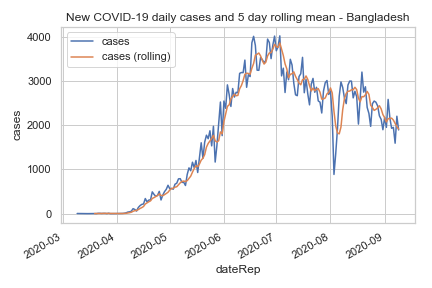 New COVID-19 daily cases and 5 day rolling mean - Bangladesh
cases
cases (rolling)
4000
3000
2000
1000
0
cases
2020-03
2020-04
2020-05
2020-06
2020-07
2020-08
2020-09
dateRep